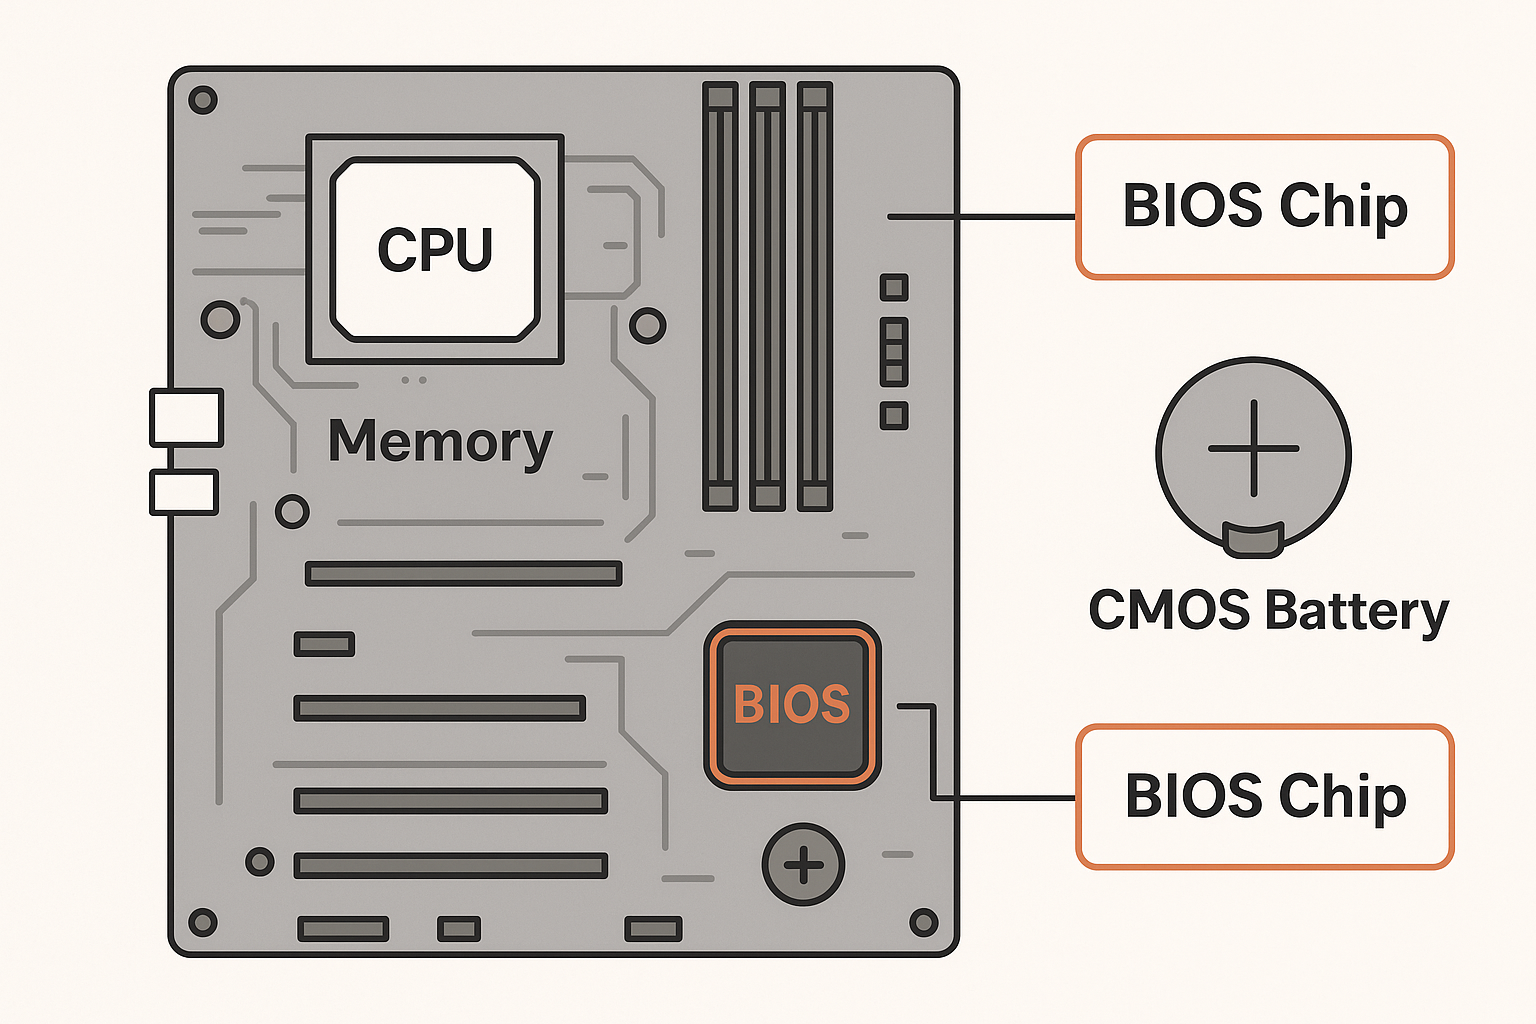 CPU
Memory
BIOS
BIOS Chip
CMOS Battery
BIOS Chip